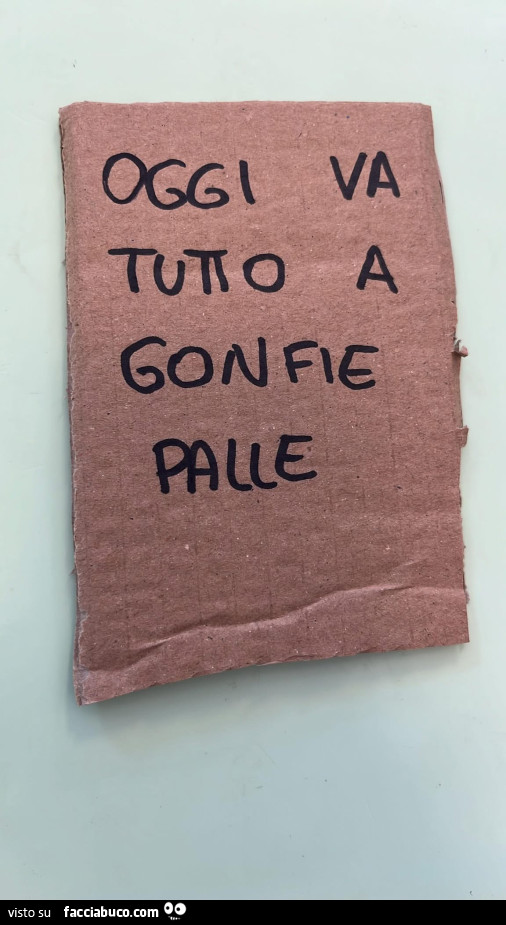 OGGI VA
TUTTO A
GONFIE
PALLE
visto su facciabuco.com